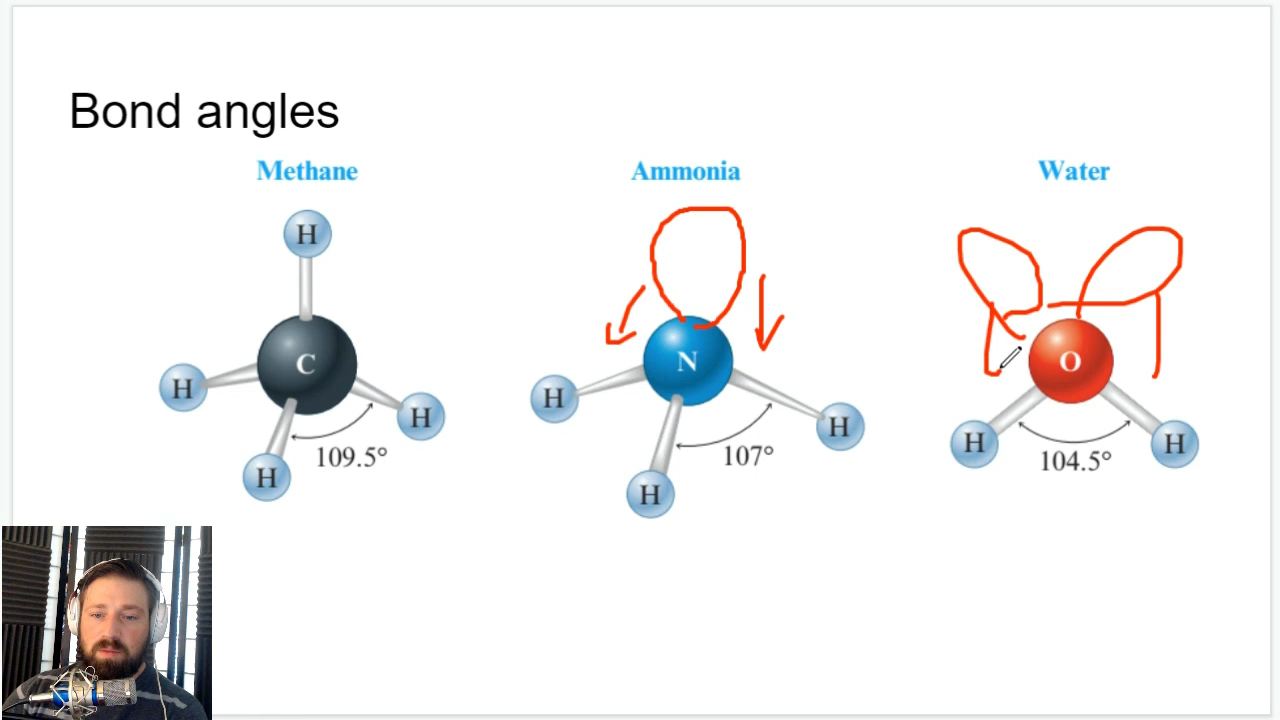 Bond angles
Methane
Ammonia
Water
H
C
H
H
H
109.5°
N
H
H
H
107°
O
H
H
104.5°